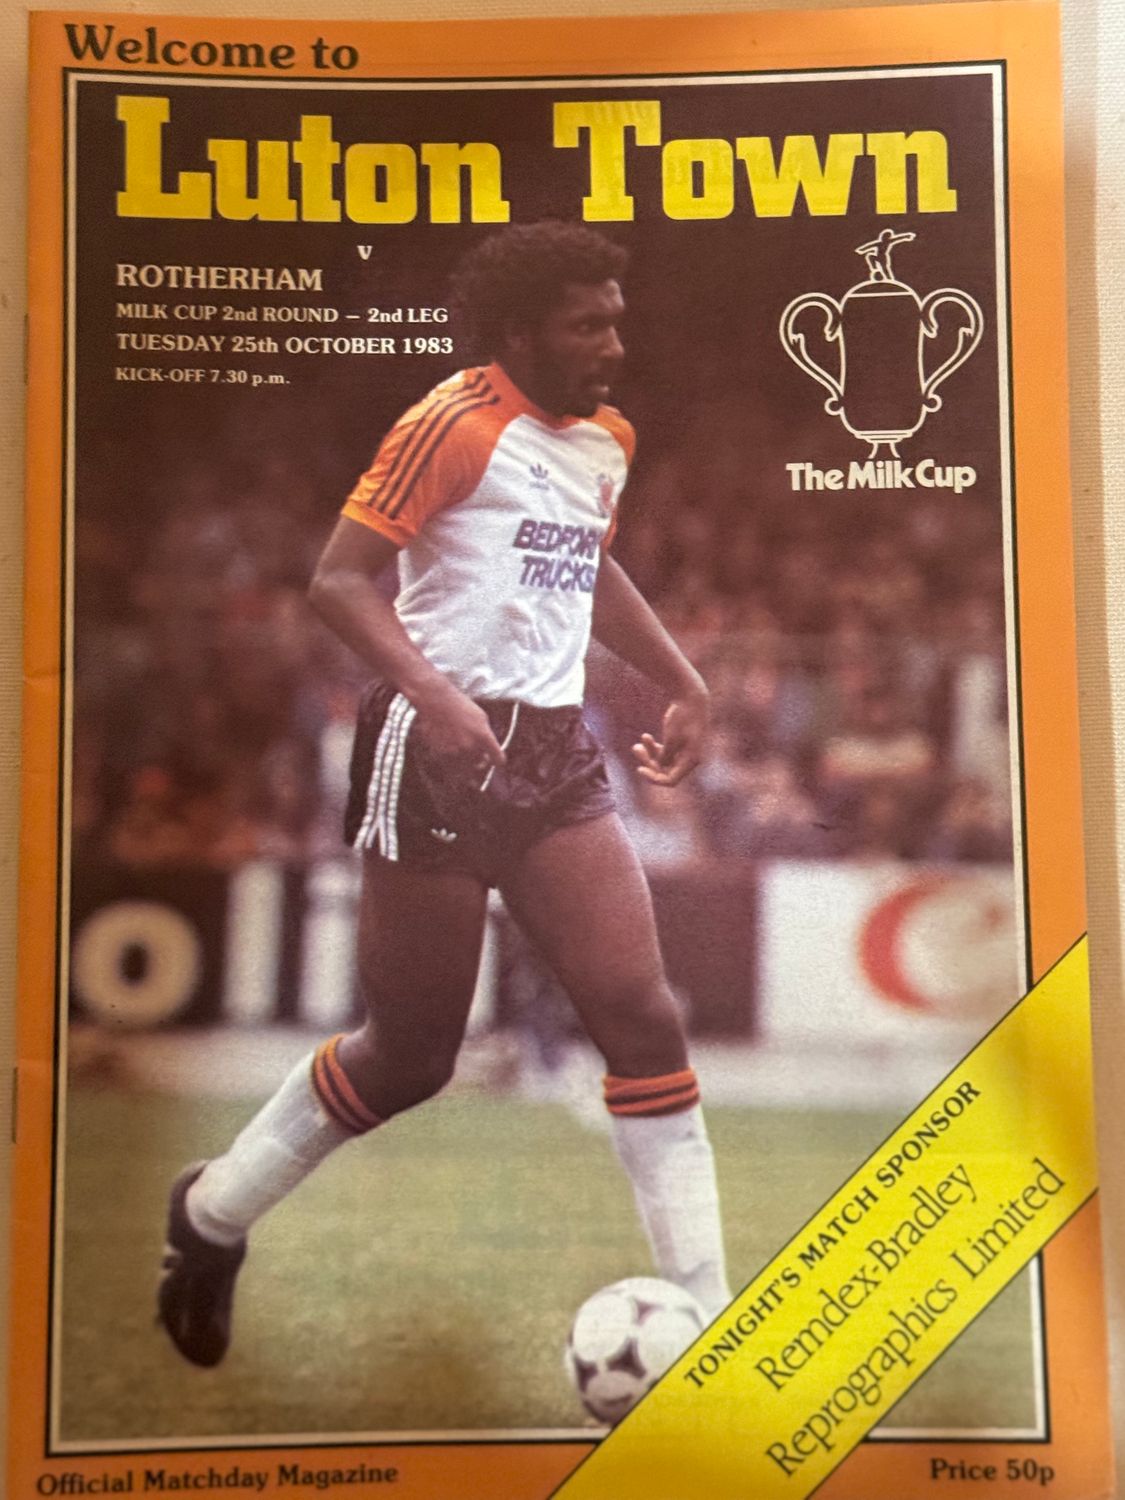 Welcome to
Luton Town
v
ROTHERHAM
MILK CUP 2nd ROUND – 2nd LEG
TUESDAY 25th OCTOBER 1983
KICK-OFF 7.30 p.m.
The Milk Cup
BEDFORD
TRUCKS
TONIGHT'S MATCH SPONSOR
Remdex-Bradley
Reprographics Limited
Official Matchday Magazine
Price 50p